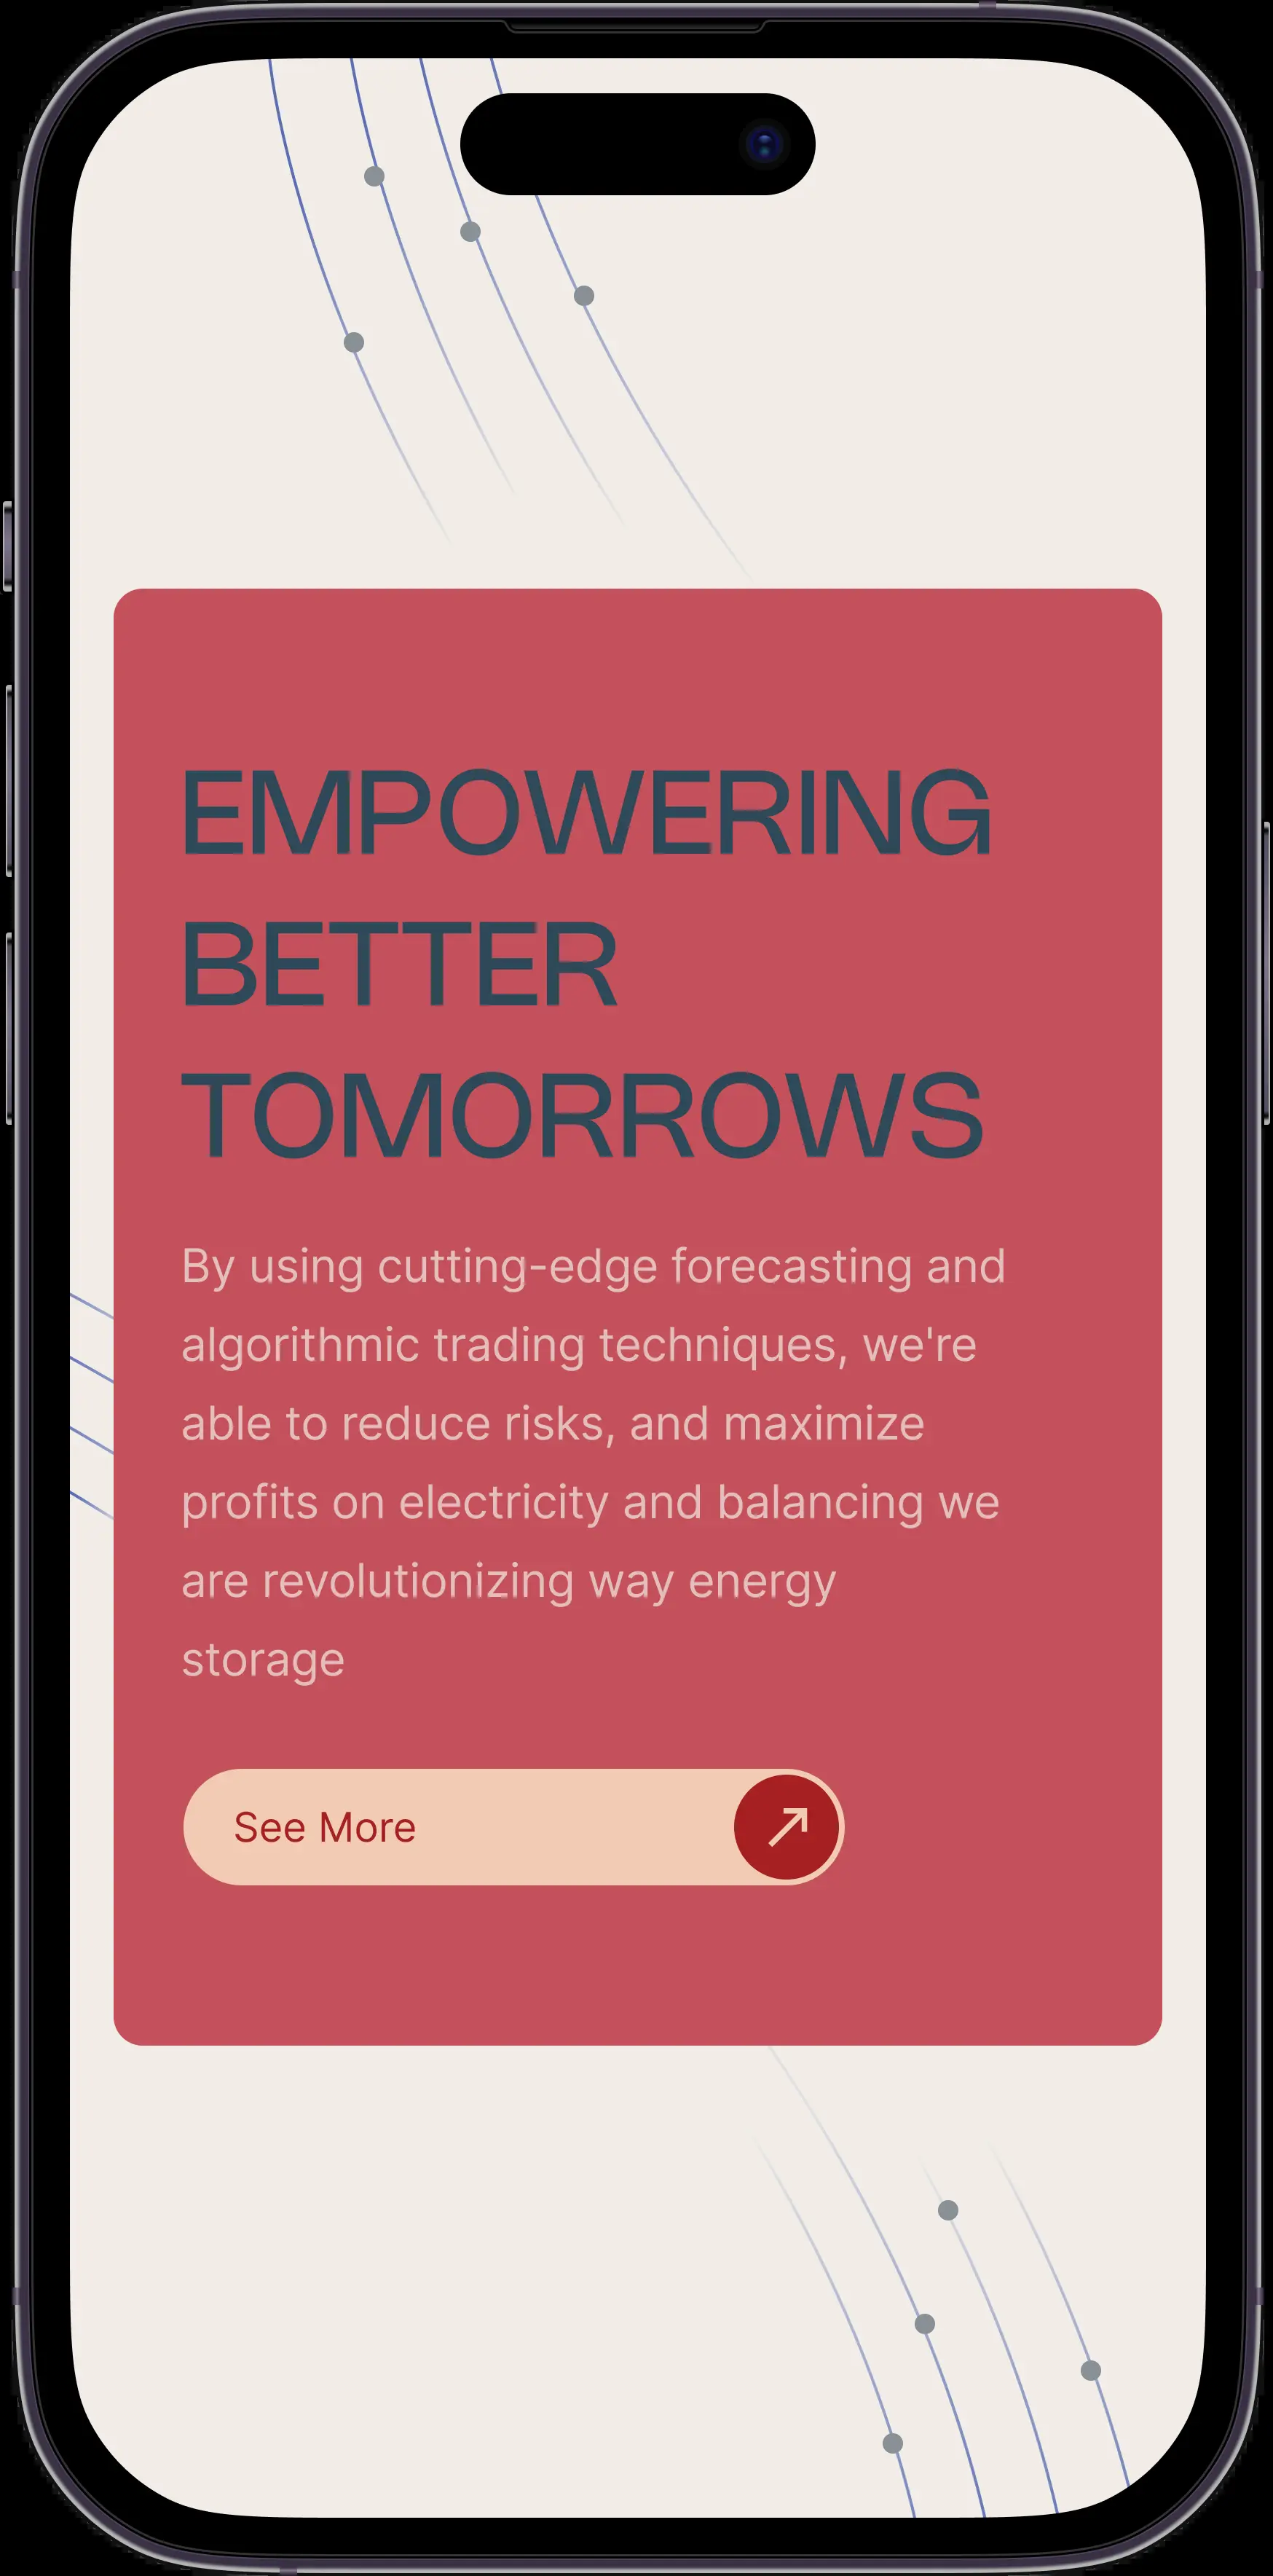 EMPOWERING
BETTER
TOMORROWS
By using cutting-edge forecasting and
algorithmic trading techniques, we're
able to reduce risks, and maximize
profits on electricity and balancing we
are revolutionizing way energy
storage
See More